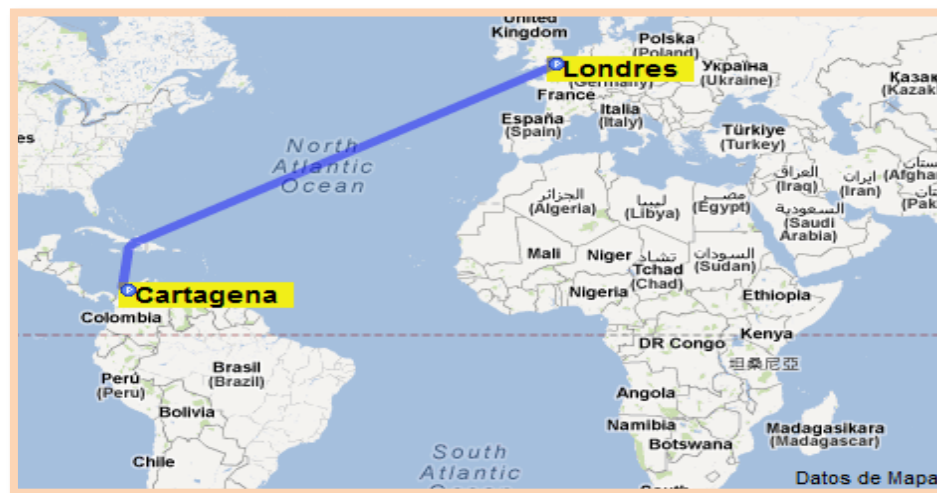 United
Kingdom
Polska
(Poland)
Londres
(Germany)
Україна
(Ukraine)
France
España
(Spain)
Italia
(Italy)
Türkiye
(Turkey)
North
Atlantic
Ocean
es
الجزائر
(Algeria)
ليبيا
(Libya)
مصر
(Egypt)
العراق
(Iraq)
ایران
(Iran)
السعودية
(Saudi
Arabia)
Mali
Niger
تشاد
Tchad
(Chad)
السودان
(Sudan)
Nigeria
Ethiopia
Cartagena
Colombia
Kenya
DR Congo
坦桑尼亞
Perú
(Peru)
Brasil
(Brazil)
Bolivia
Angola
Namibia
Botswana
Madagasikara
(Madagascar)
Chile
South
Atlantic
Datos de Mapa